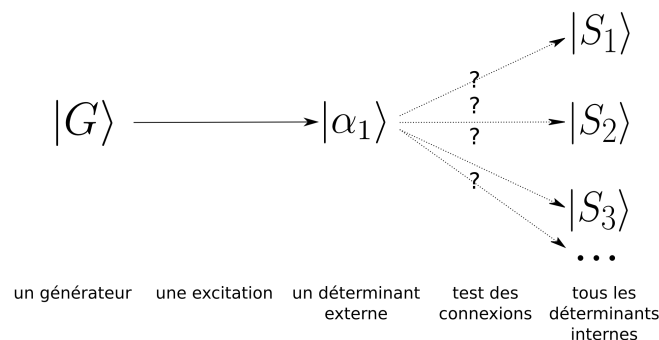 |S₁⟩
?
?
|G⟩ |α₁⟩ |S₂⟩
?
?
|S₃⟩
...
un générateur une excitation un déterminant test des tous les
externe connexions déterminants
internes